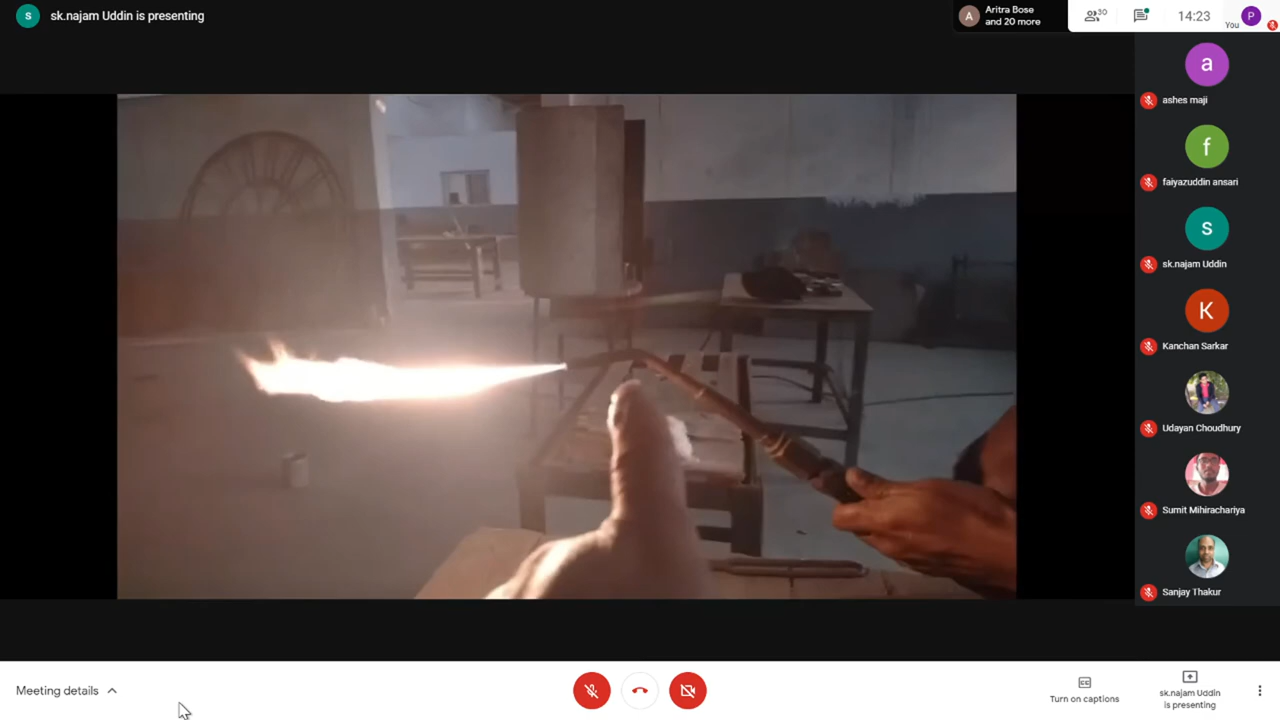 S
sk.najam Uddin is presenting
A
Aritra Bose
and 20 more
30
14:23
You
P
a
ashes maji
f
faiyazuddin ansari
s
sk.najam Uddin
K
Kanchan Sarkar
Udayan Choudhury
Sumit Mihirachariya
Sanjay Thakur
Meeting details
CC
Turn on captions
sk.najam Uddin
is presenting